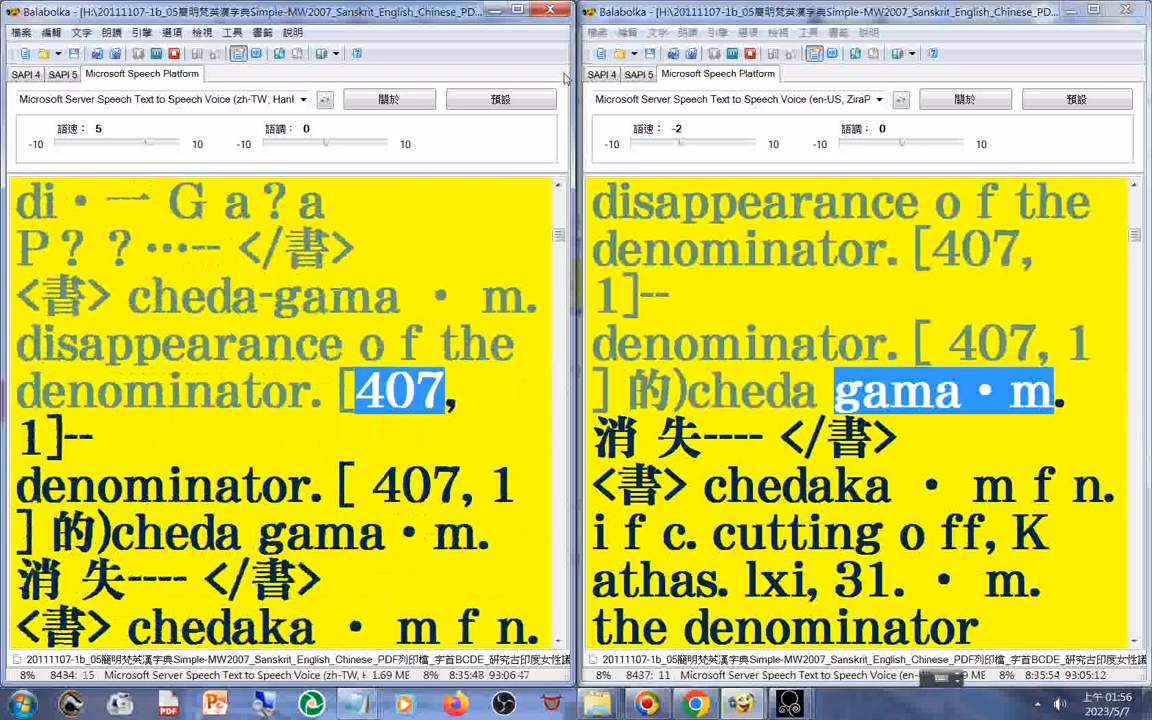 Balabolka - [H:\20111107-1b_05簡明梵英漢字典Simple-MW2007_Sanskrit_English_Chinese_PD...
檔案 編輯 文字 朗讀 引擎 選項 檢視 工具 書籤 說明
SAPI 4 SAPI 5 Microsoft Speech Platform
Microsoft Server Speech Text to Speech Voice (zh-TW, HanH 關於 預設
語速： 5 語調： 0
-10 10 -10 10
di • 一 G a ? a
P ? ? …-- </書>
<書> cheda-gama • m.
disappearance o f the
denominator. [407,
1]--
denominator. [ 407, 1
] 的)cheda gama • m.
消 失---- </書>
<書> chedaka • m f n.
20111107-1b_05簡明梵英漢字典Simple-MW2007_Sanskrit_English_Chinese_PDF列印檔_字首BCDE_研究古印度女性議
8% 8434: 15 Microsoft Server Speech Text to Speech Voice (zh-TW, H 1.69 MB 8% 8:35:48 93:06:47
Balabolka - [H:\20111107-1b_05簡明梵英漢字典Simple-MW2007_Sanskrit_English_Chinese_PD...
檔案 編輯 文字 朗讀 引擎 選項 檢視 工具 書籤 說明
SAPI 4 SAPI 5 Microsoft Speech Platform
Microsoft Server Speech Text to Speech Voice (en-US, ZiraP 關於 預設
語速： -2 語調： 0
-10 10 -10 10
disappearance o f the
denominator. [407,
1]--
denominator. [ 407, 1
] 的)cheda gama • m.
消 失---- </書>
<書> chedaka • m f n.
i f c. cutting o ff, K
athas. lxi, 31. • m.
the denominator
20111107-1b_05簡明梵英漢字典Simple-MW2007_Sanskrit_English_Chinese_PDF列印檔_字首BCDE_研究古印度女性議
8% 8437: 11 Microsoft Server Speech Text to Speech Voice 9 MB 8% 8:35:54 93:05:12
上午 01:56
2023/5/7